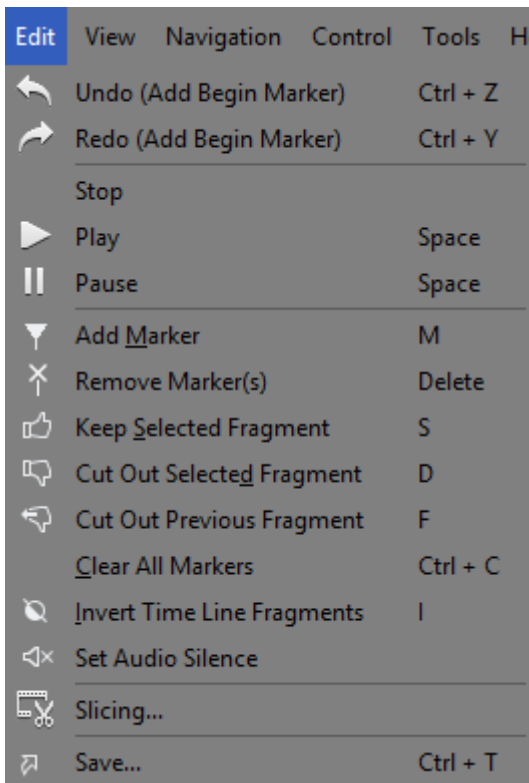 Edit View Navigation Control Tools H
Undo (Add Begin Marker) Ctrl + Z
Redo (Add Begin Marker) Ctrl + Y
Stop
Play Space
Pause Space
Add Marker M
Remove Marker(s) Delete
Keep Selected Fragment S
Cut Out Selected Fragment D
Cut Out Previous Fragment F
Clear All Markers Ctrl + C
Invert Time Line Fragments I
Set Audio Silence
Slicing...
Save... Ctrl + T